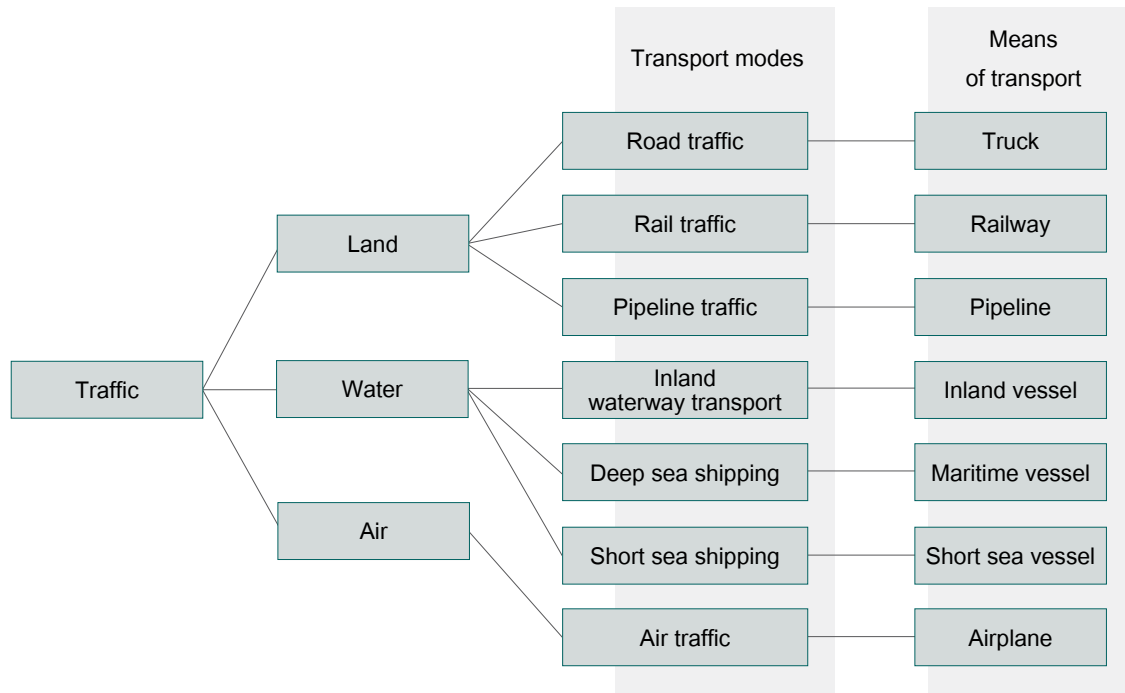 Transport modes
Means
of transport
Road traffic
Truck
Land
Rail traffic
Railway
Pipeline traffic
Pipeline
Traffic
Water
Inland
waterway transport
Inland vessel
Deep sea shipping
Maritime vessel
Air
Short sea shipping
Short sea vessel
Air traffic
Airplane